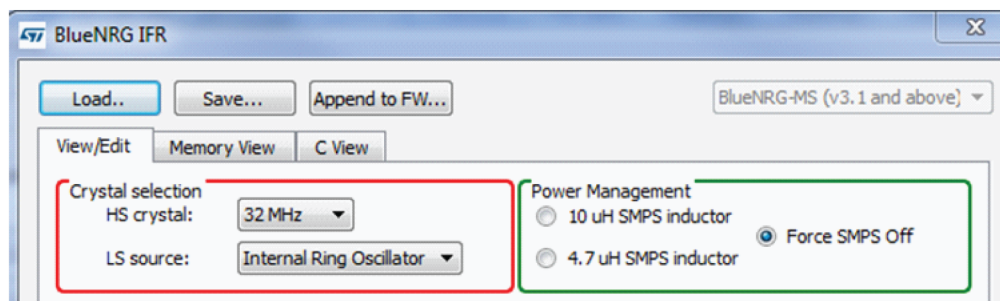 BlueNRG IFR
Load.. Save... Append to FW... BlueNRG-MS (v3.1 and above)
View/Edit Memory View C View
Crystal selection
HS crystal: 32 MHz
LS source: Internal Ring Oscillator
Power Management
10 uH SMPS inductor
4.7 uH SMPS inductor
Force SMPS Off